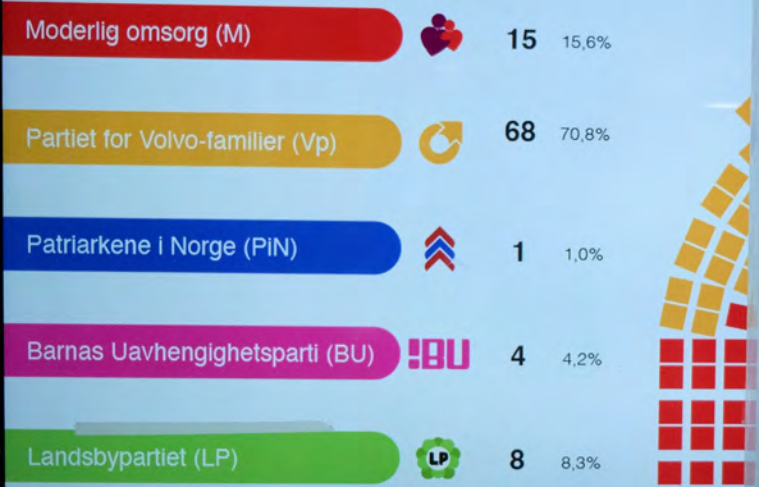 Moderlig omsorg (M) 15 15,6%
Partiet for Volvo-familier (Vp) 68 70,8%
Patriarkene i Norge (PiN) 1 1,0%
Barnas Uavhengighetsparti (BU) !BU 4 4,2%
Landsbypartiet (LP) LP 8 8,3%